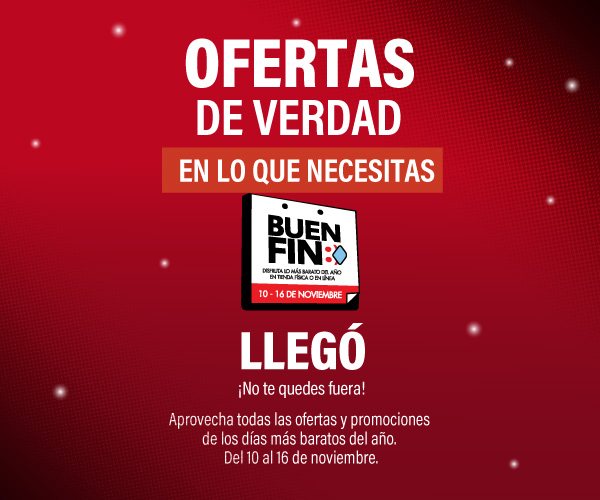 OFERTAS
DE VERDAD
EN LO QUE NECESITAS
BUEN
FIN
DISFRUTA LO MÁS BARATO DEL AÑO
EN TIENDA FÍSICA O EN LÍNEA
10 - 16 DE NOVIEMBRE
LLEGÓ
¡No te quedes fuera!
Aprovecha todas las ofertas y promociones
de los días más baratos del año.
Del 10 al 16 de noviembre.